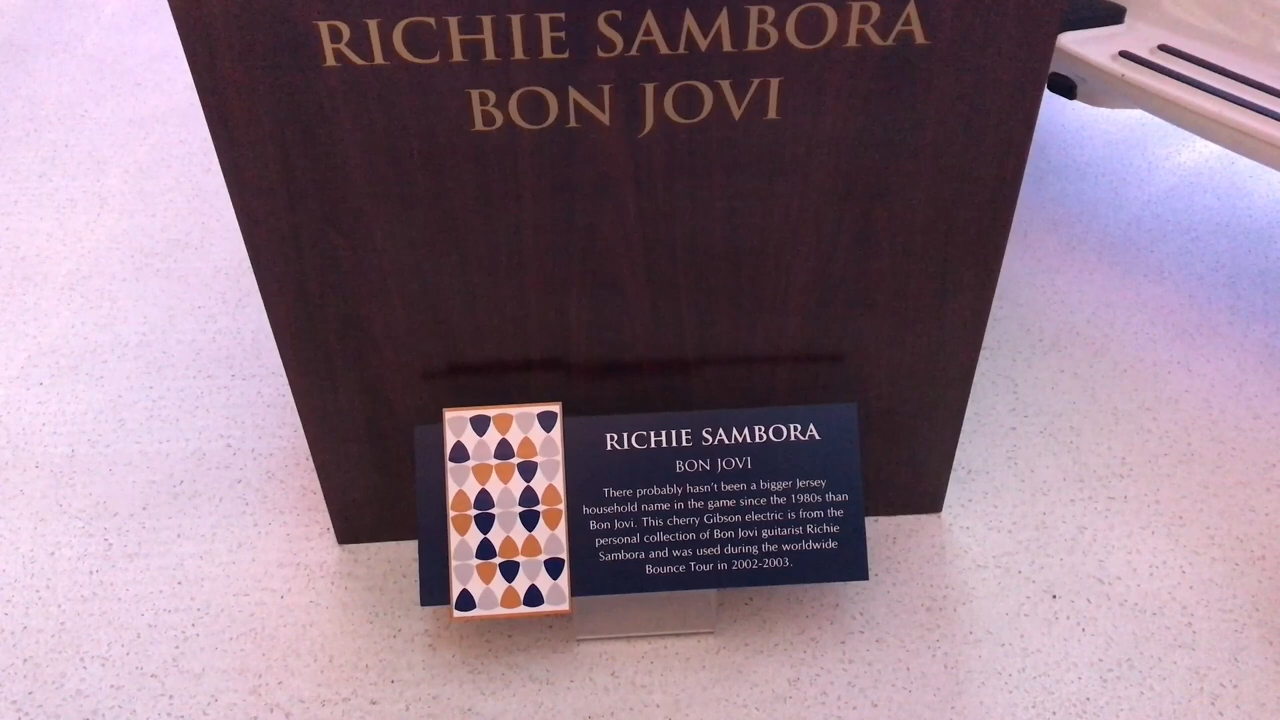 RICHIE SAMBORA
BON JOVI
RICHIE SAMBORA
BON JOVI
There probably hasn't been a bigger Jersey
household name in the game since the 1980s than
Bon Jovi. This cherry Gibson electric is from the
personal collection of Bon Jovi guitarist Richie
Sambora and was used during the worldwide
Bounce Tour in 2002-2003.